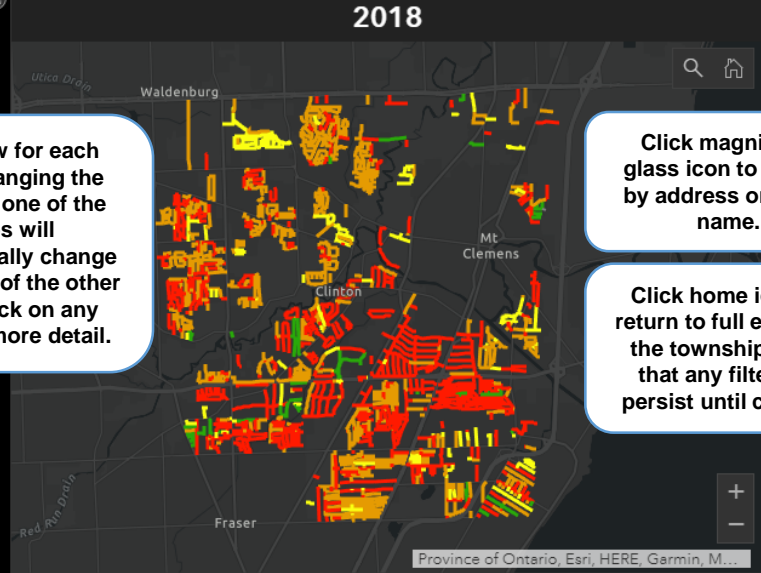 2018
Utica Drain
Waldenburg
w for each
anging the
one of the
s will
ally change
of the other
ck on any
more detail.
Click magni
glass icon to
by address o
name.
Mt
Clemens
Clinton
Click home i
return to full e
the township
that any filte
persist until c
Red Run Drain
Fraser
+
−
Province of Ontario, Esri, HERE, Garmin, M...